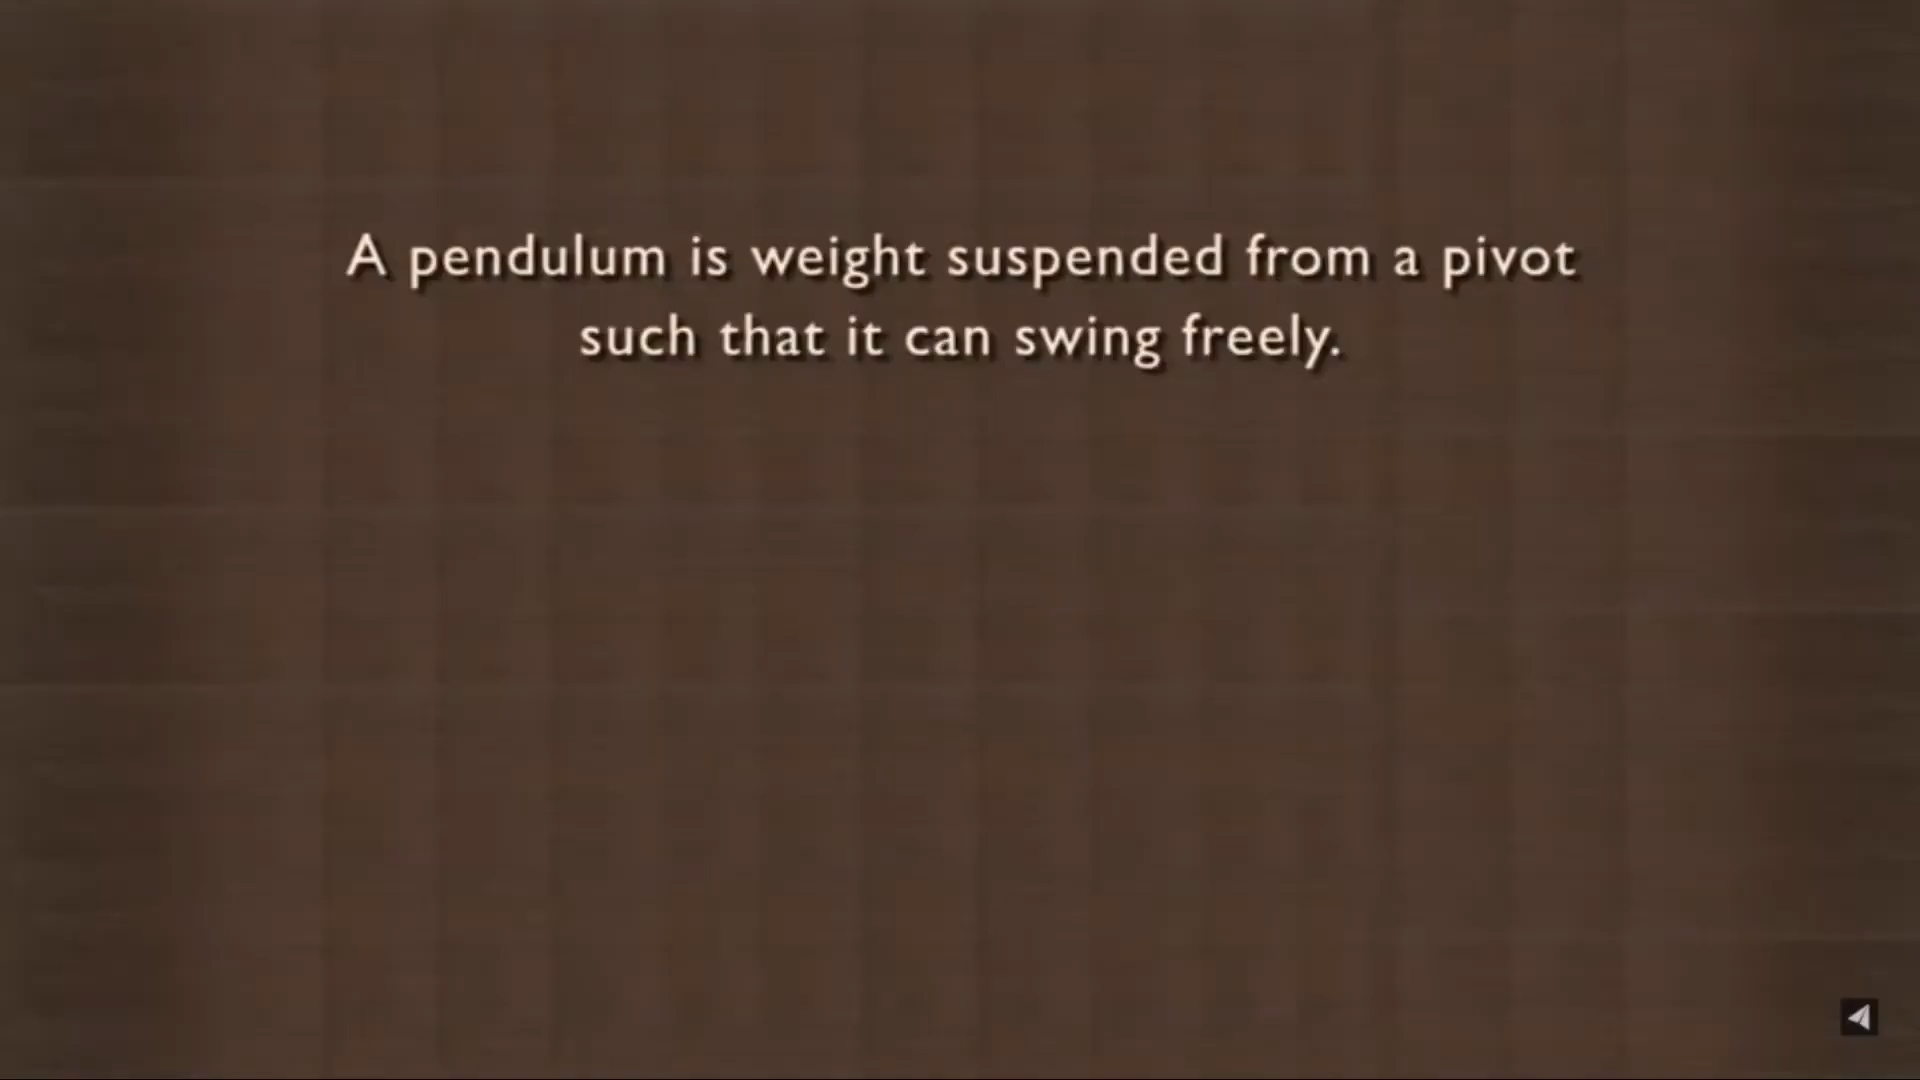 A pendulum is weight suspended from a pivot
such that it can swing freely.